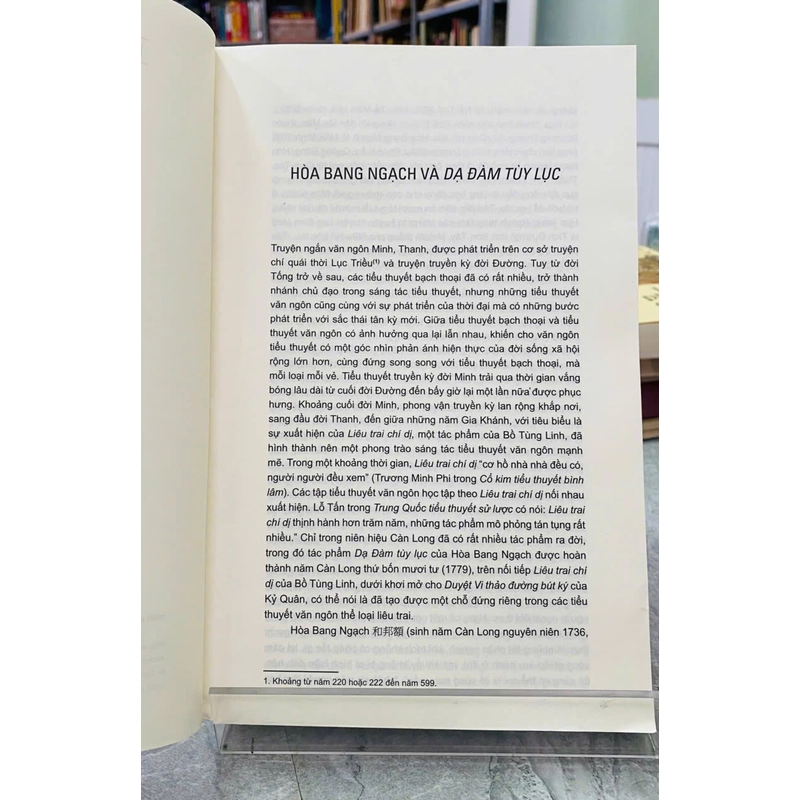 HÒA BANG NGẠCH VÀ DẠ ĐÀM TÙY LỤC
Truyện ngắn văn ngôn Minh, Thanh, được phát triển trên cơ sở truyện
chí quái thời Lục Triều(1) và truyện truyền kỳ đời Đường. Tuy từ đời
Tống trở về sau, các tiểu thuyết bạch thoại đã có rất nhiều, trở thành
nhánh chủ đạo trong sáng tác tiểu thuyết, nhưng những tiểu thuyết
văn ngôn cũng cùng với sự phát triển của thời đại mà có những bước
phát triển với sắc thái tân kỳ mới. Giữa tiểu thuyết bạch thoại và tiểu
thuyết văn ngôn có ảnh hưởng qua lại lẫn nhau, khiến cho văn ngôn
tiểu thuyết có một góc nhìn phản ánh hiện thực của đời sống xã hội
rộng lớn hơn, cùng đứng song song với tiểu thuyết bạch thoại, mà
mỗi loại mỗi vẻ. Tiểu thuyết truyền kỳ đời Minh trải qua thời gian vắng
bóng lâu dài từ cuối đời Đường đến bấy giờ lại một lần nữa được phục
hưng. Khoảng cuối đời Minh, phong vận truyền kỳ lan rộng khắp nơi,
sang đầu đời Thanh, đến giữa những năm Gia Khánh, với tiêu biểu là
sự xuất hiện của Liêu trai chí dị, một tác phẩm của Bồ Tùng Linh, đã
hình thành nên một phong trào sáng tác tiểu thuyết văn ngôn mạnh
mẽ. Trong một khoảng thời gian, Liêu trai chí dị “cơ hồ nhà nhà đều có,
người người đều xem” (Trương Minh Phi trong Cổ kim tiểu thuyết bình
lâm). Các tập tiểu thuyết văn ngôn học tập theo Liêu trai chí dị nối nhau
xuất hiện. Lỗ Tấn trong Trung Quốc tiểu thuyết sử lược có nói: Liêu trai
chí dị thịnh hành hơn trăm năm, những tác phẩm mô phỏng tán tụng rất
nhiều.” Chỉ trong niên hiệu Càn Long đã có rất nhiều tác phẩm ra đời,
trong đó tác phẩm Dạ Đàm tùy lục của Hòa Bang Ngạch được hoàn
thành năm Càn Long thứ bốn mươi tư (1779), trên nối tiếp Liêu trai chí
dị của Bồ Tùng Linh, dưới khơi mở cho Duyệt Vi thảo đường bút ký của
Kỷ Quân, có thể nói là đã tạo được một chỗ đứng riêng trong các tiểu
thuyết văn ngôn thể loại liêu trai.
Hòa Bang Ngạch 和邦額 (sinh năm Càn Long nguyên niên 1736,
1. Khoảng từ năm 220 hoặc 222 đến năm 599.